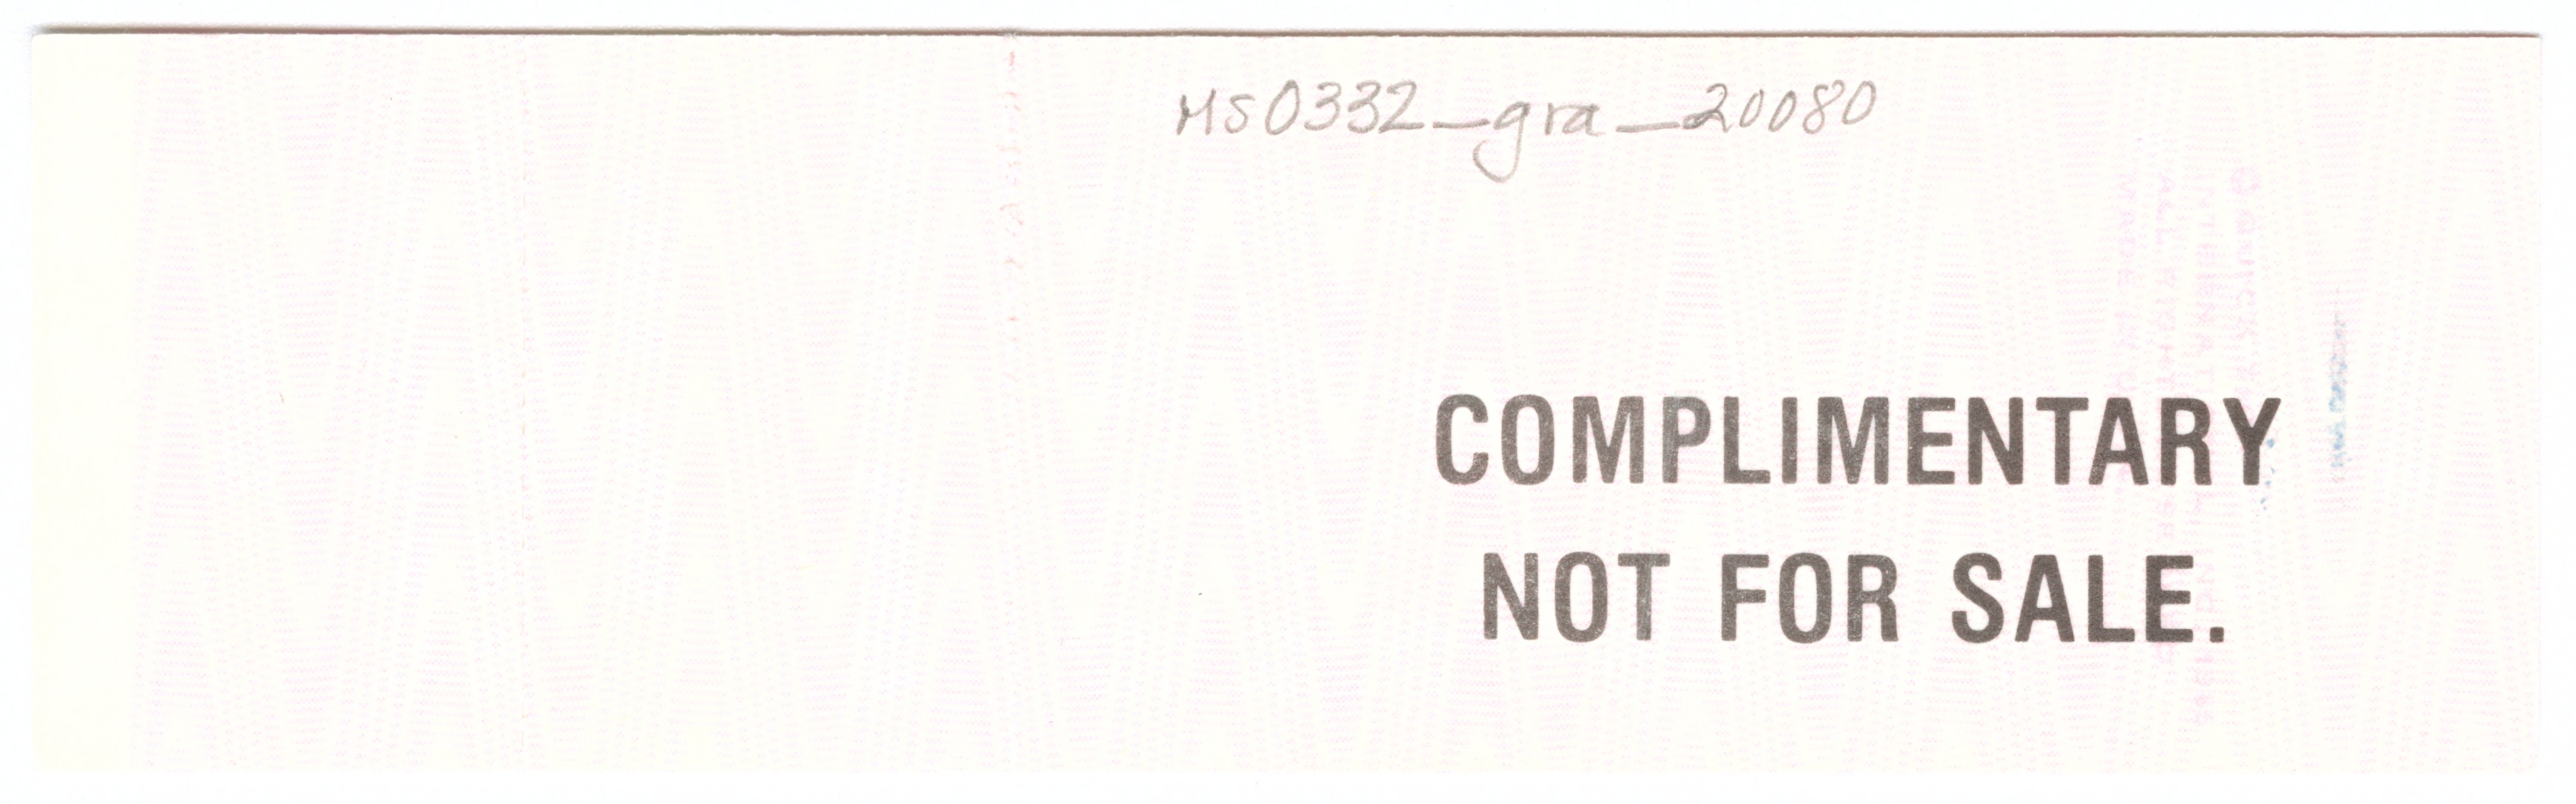 MS0332_gra_20080
COMPLIMENTARY
NOT FOR SALE.